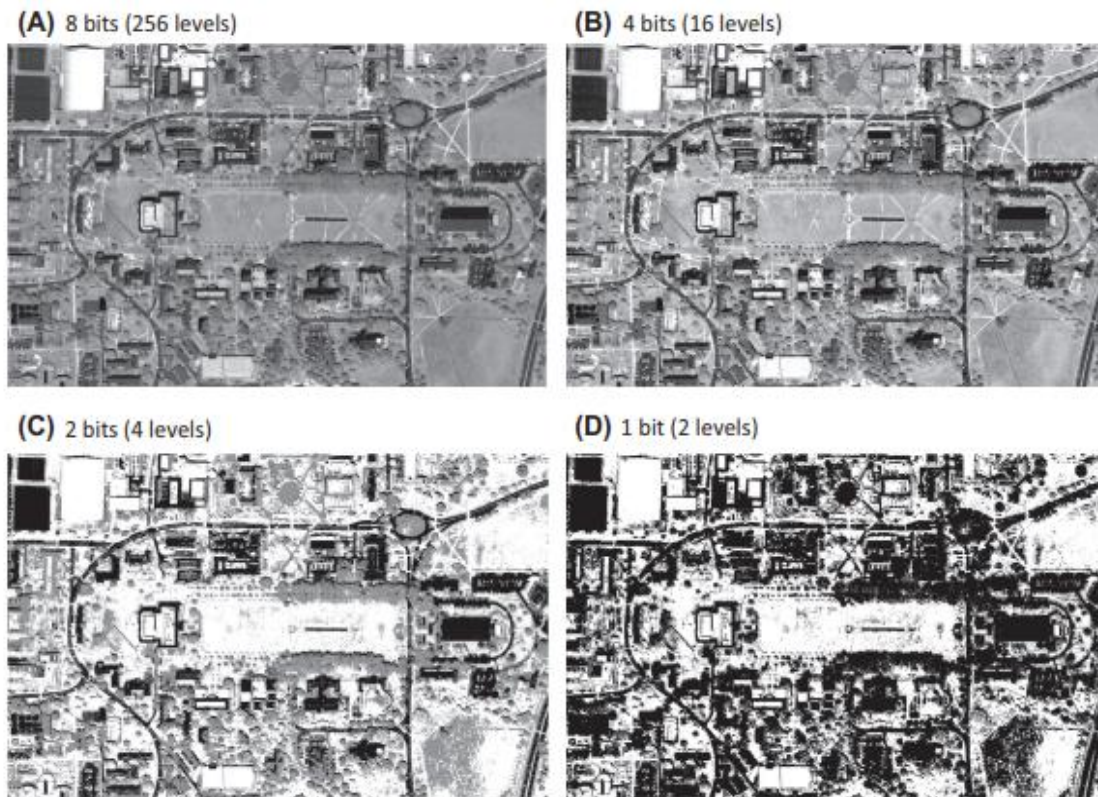 (A) 8 bits (256 levels)
(B) 4 bits (16 levels)
(C) 2 bits (4 levels)
(D) 1 bit (2 levels)